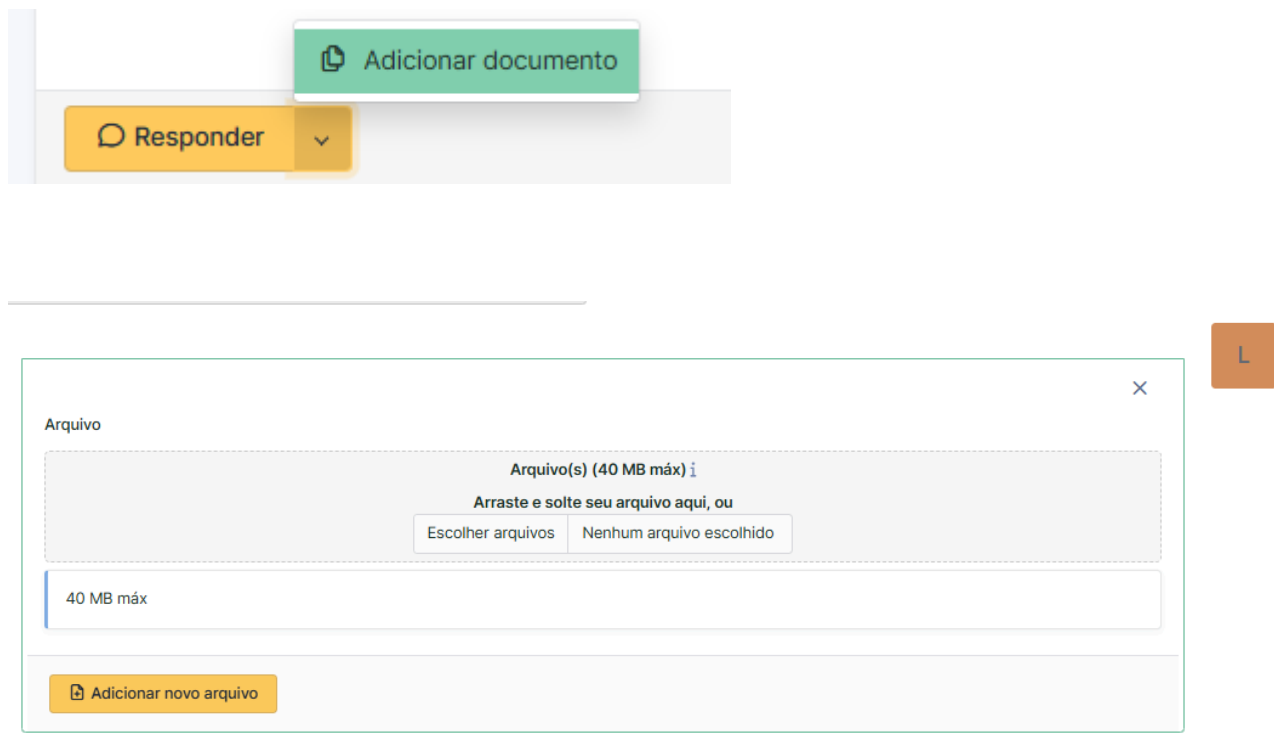 Adicionar documento
Responder
L
Arquivo
Arquivo(s) (40 MB máx) i
Arraste e solte seu arquivo aqui, ou
Escolher arquivos Nenhum arquivo escolhido
40 MB máx
Adicionar novo arquivo